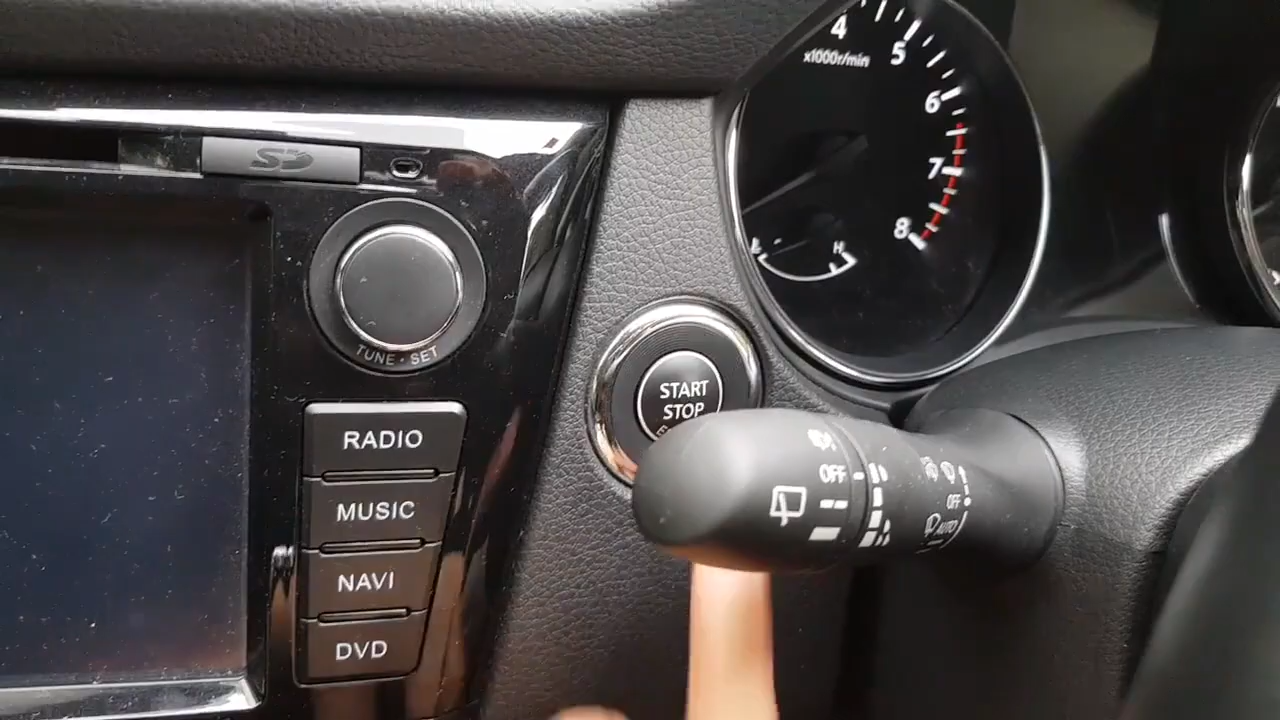 4
x1000r/min
5
6
7
8
H
SD
TUNE · SET
RADIO
MUSIC
NAVI
DVD
START
STOP
OFF
OFF
AUTO